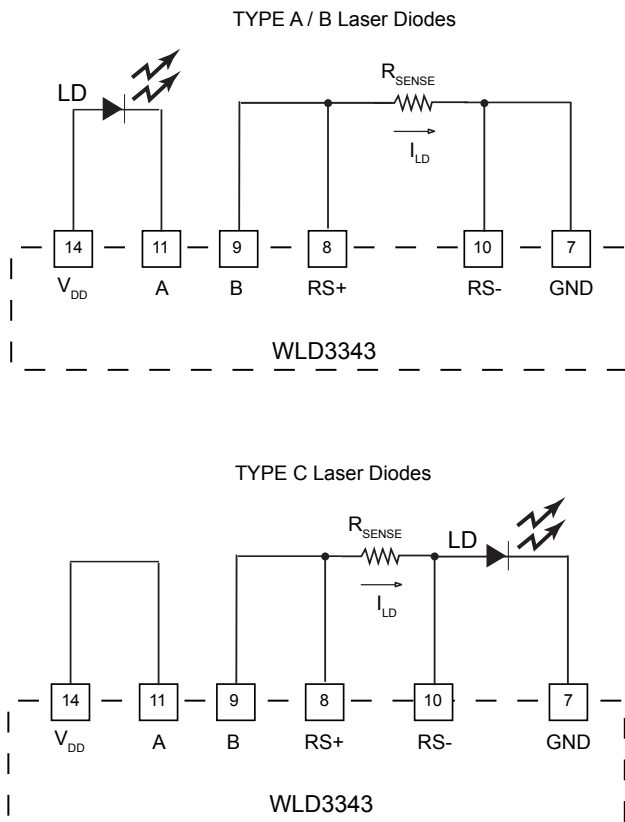 TYPE A / B Laser Diodes
LD
RSENSE
ILD
14 11 9 8 10 7
VDD A B RS+ RS- GND
WLD3343
TYPE C Laser Diodes
RSENSE
LD
ILD
14 11 9 8 10 7
VDD A B RS+ RS- GND
WLD3343